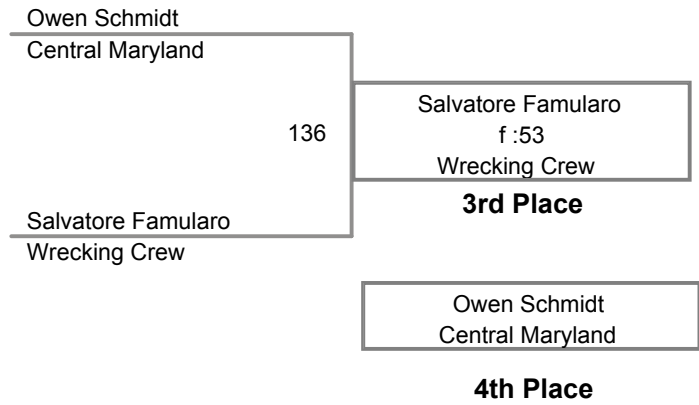 Owen Schmidt
Central Maryland
136
Salvatore Famularo
f :53
Wrecking Crew
3rd Place
Salvatore Famularo
Wrecking Crew
Owen Schmidt
Central Maryland
4th Place